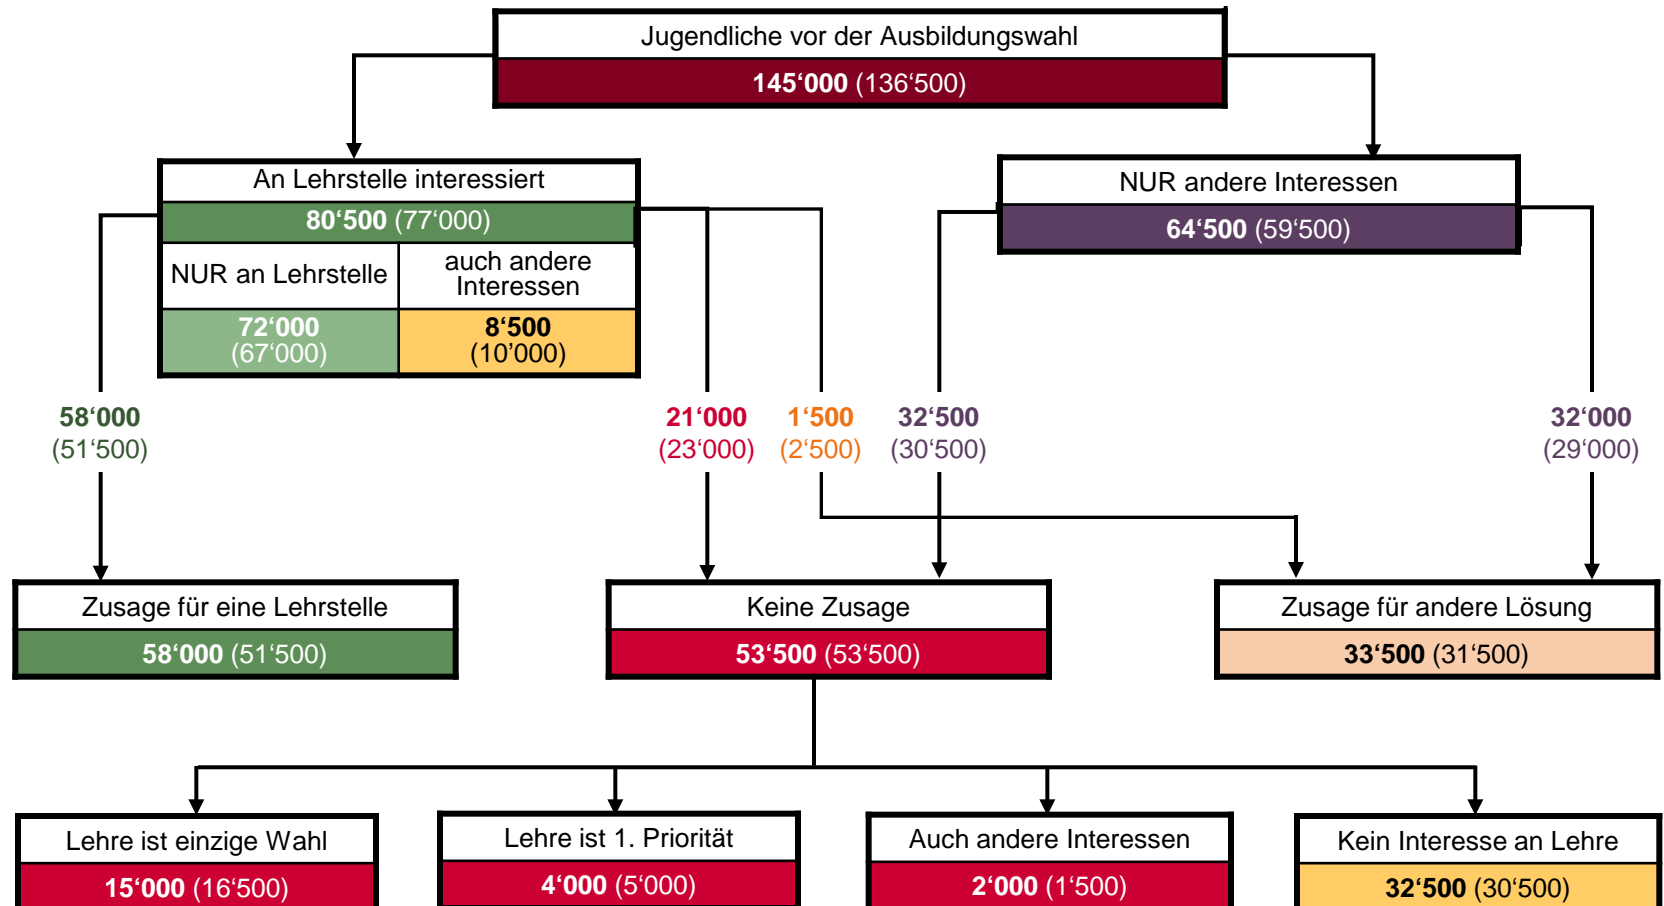 Jugendliche vor der Ausbildungswahl
145‘000 (136‘500)
An Lehrstelle interessiert
80‘500 (77‘000)
NUR an Lehrstelle
auch andere
Interessen
72‘000
(67‘000)
8‘500
(10’000)
NUR andere Interessen
64‘500 (59‘500)
58‘000
(51‘500)
21‘000
(23‘000)
1‘500
(2‘500)
32‘500
(30‘500)
32‘000
(29‘000)
Zusage für eine Lehrstelle
58‘000 (51‘500)
Keine Zusage
53‘500 (53‘500)
Zusage für andere Lösung
33‘500 (31‘500)
Lehre ist einzige Wahl
15‘000 (16‘500)
Lehre ist 1. Priorität
4‘000 (5‘000)
Auch andere Interessen
2‘000 (1‘500)
Kein Interesse an Lehre
32‘500 (30‘500)